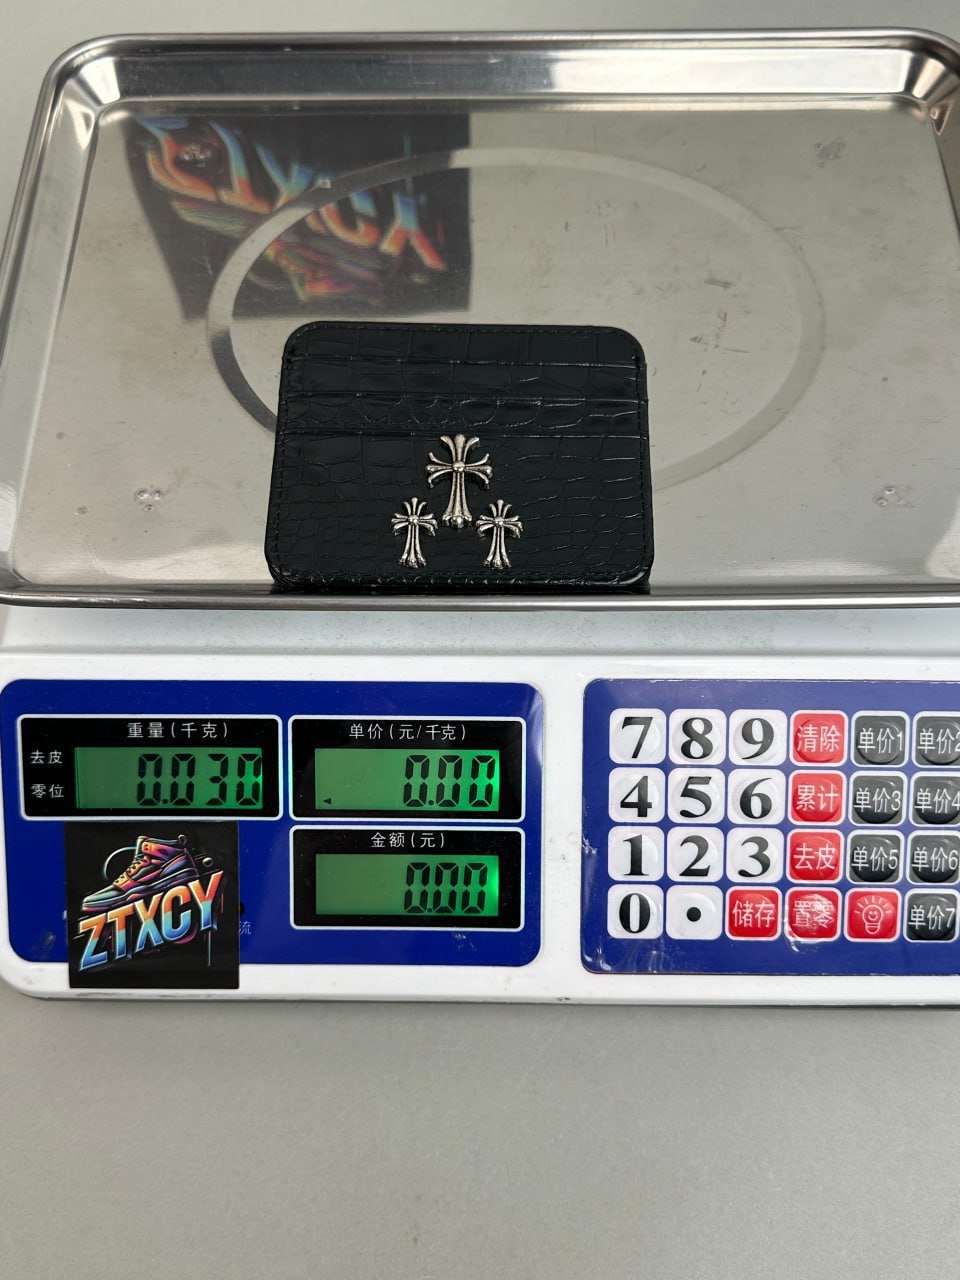 ZTXCY
重量(千克)
去皮
零位
0.030
单价(元/千克)
0.00
金额(元)
0.00
ZTXCY
流
7 8 9 清除 单价1 单价2
4 5 6 累计 单价3 单价4
1 2 3 去皮 单价5 单价6
0 • 储存 置零 单价7